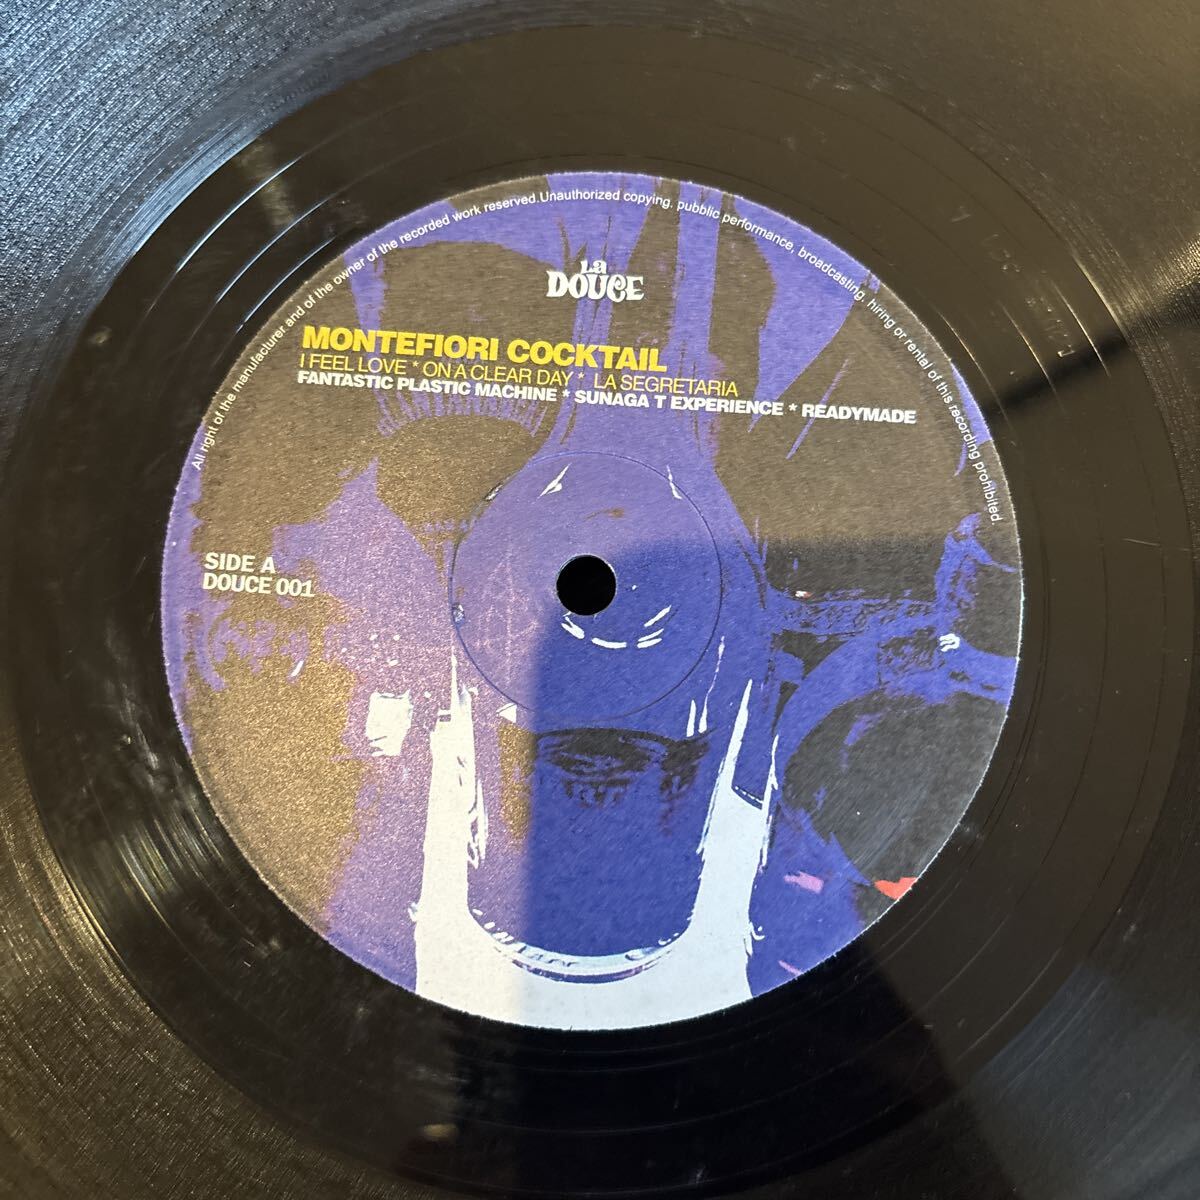 All right of the manufacturer and of the owner of the recorded work reserved.Unauthorized copying. pubblic performance, broadcasting. hiring or rental of this recording prohibited
La
DOUCE
MONTEFIORI COCKTAIL
I FEEL LOVE * ON A CLEAR DAY * LA SEGRETARIA
FANTASTIC PLASTIC MACHINE * SUNAGA T EXPERIENCE * READYMADE
SIDE A
DOUCE 001